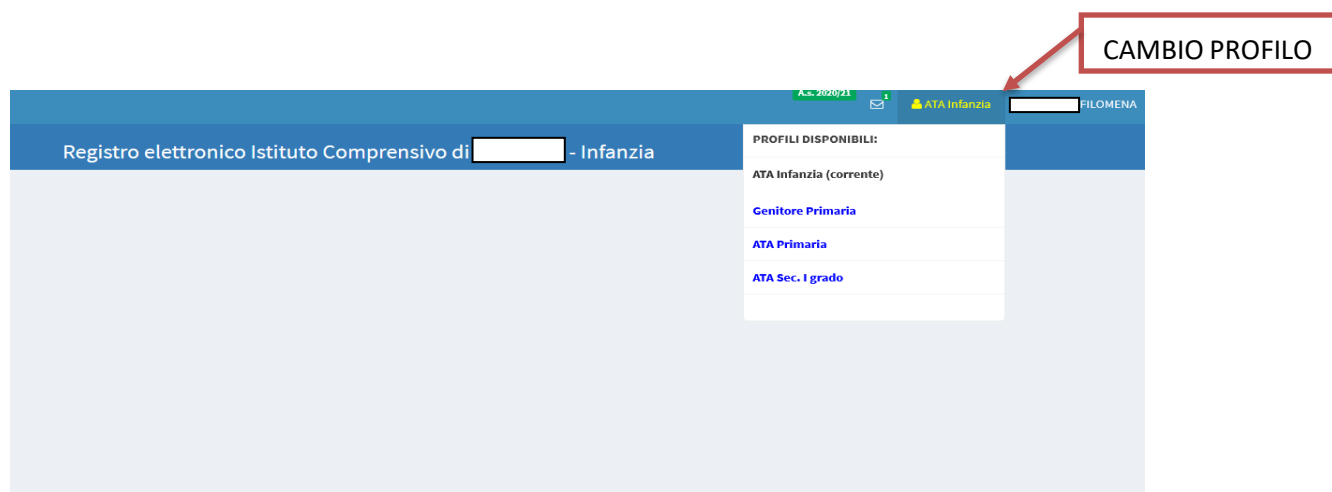 CAMBIO PROFILO
A.s. 2020/21
1
ATA Infanzia
FILOMENA
Registro elettronico Istituto Comprensivo di - Infanzia
PROFILI DISPONIBILI:
ATA Infanzia (corrente)
Genitore Primaria
ATA Primaria
ATA Sec. I grado